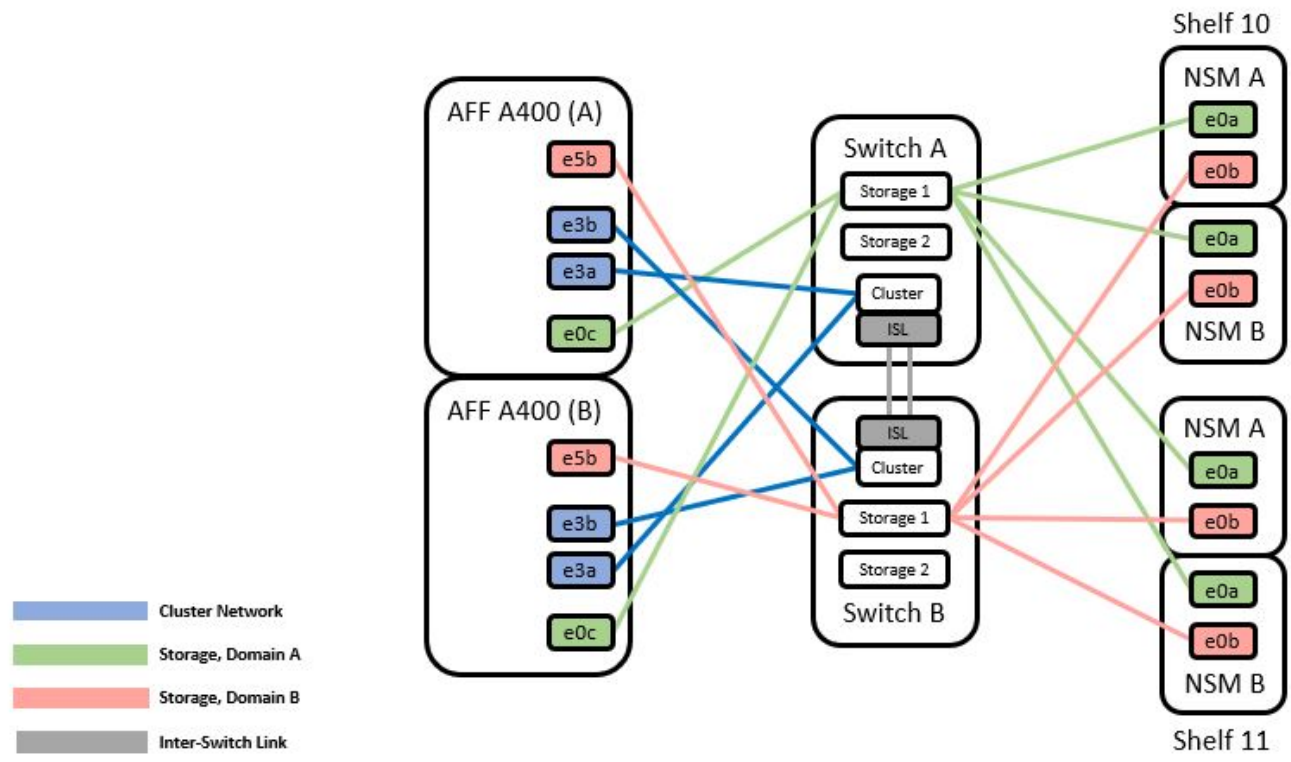 AFF A400 (A)
e5b
e3b
e3a
e0c
AFF A400 (B)
e5b
e3b
e3a
e0c
Switch A
Storage 1
Storage 2
Cluster
ISL
ISL
Cluster
Storage 1
Storage 2
Switch B
Shelf 10
NSM A
e0a
e0b
e0a
e0b
NSM B
NSM A
e0a
e0b
e0a
e0b
NSM B
Shelf 11
Cluster Network
Storage, Domain A
Storage, Domain B
Inter-Switch Link